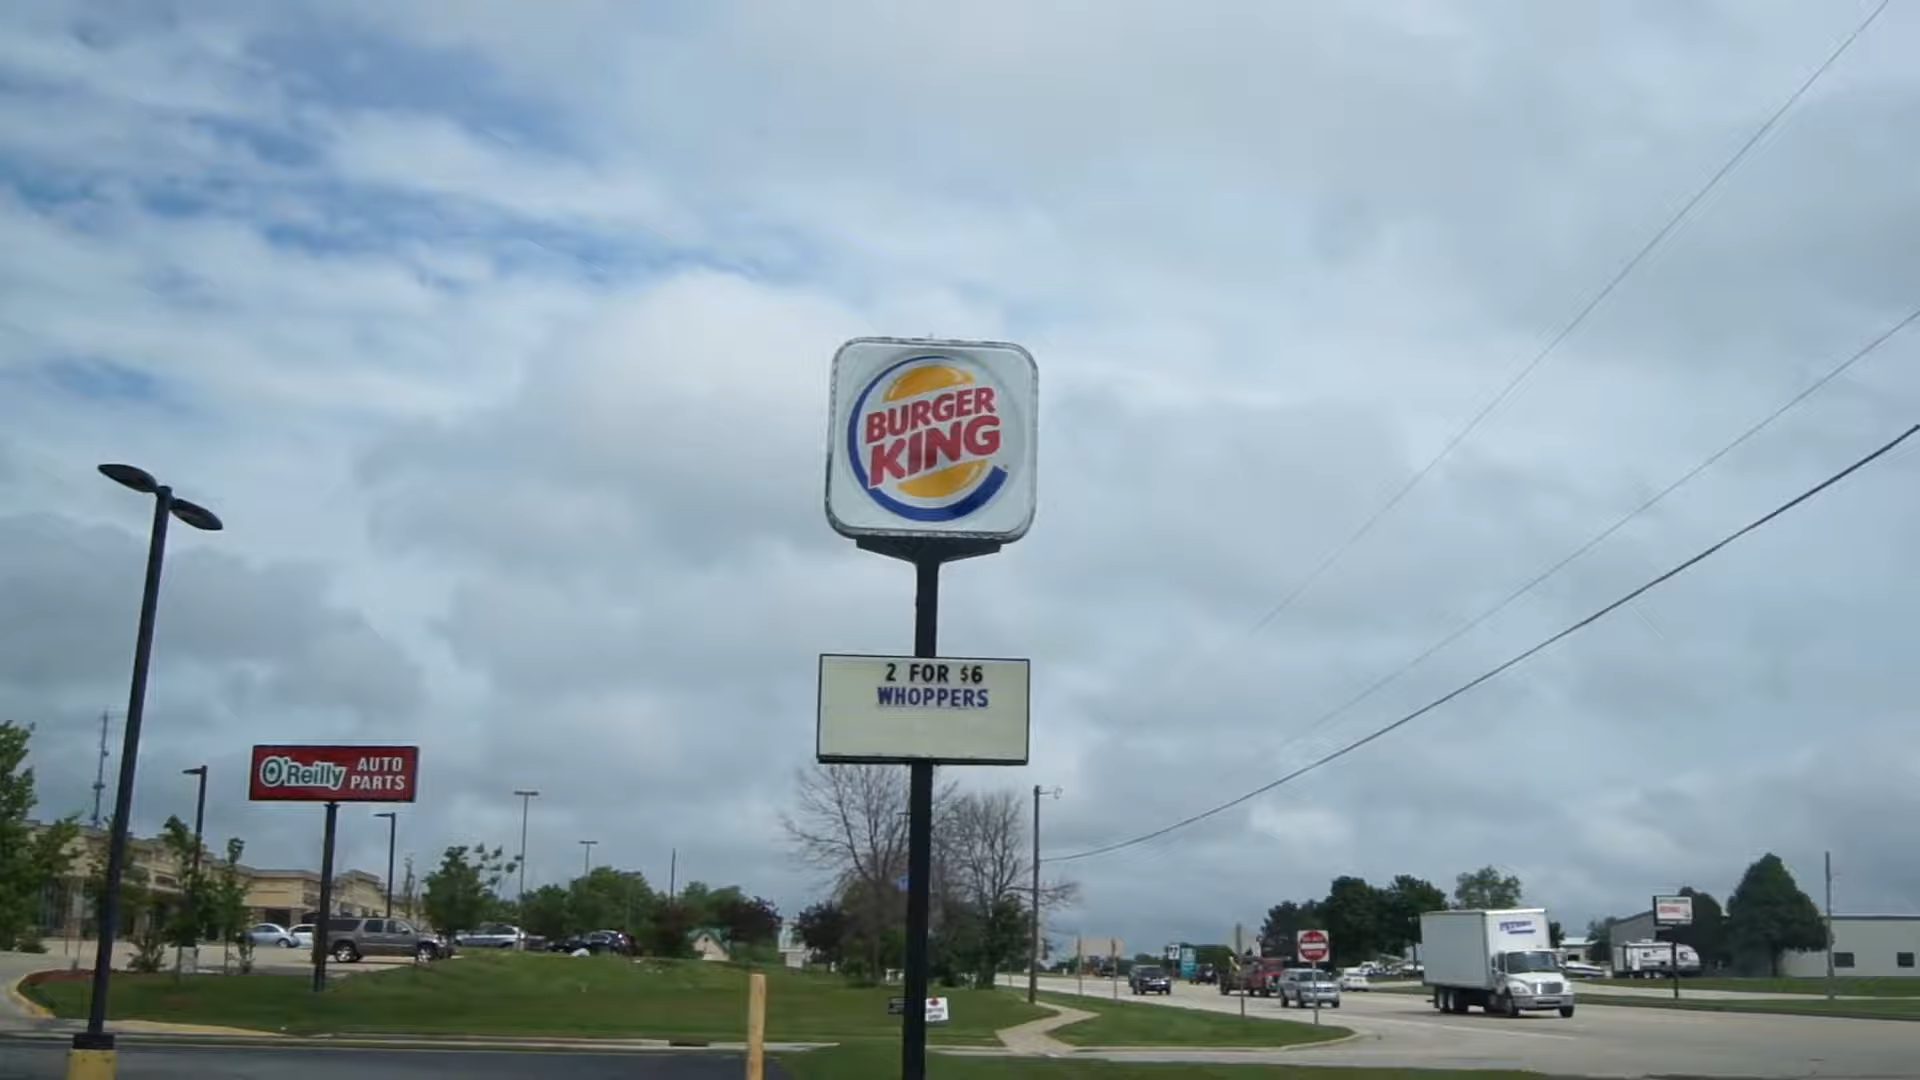 BURGER
KING
2 FOR $6
WHOPPERS
O'Reilly AUTO
PARTS